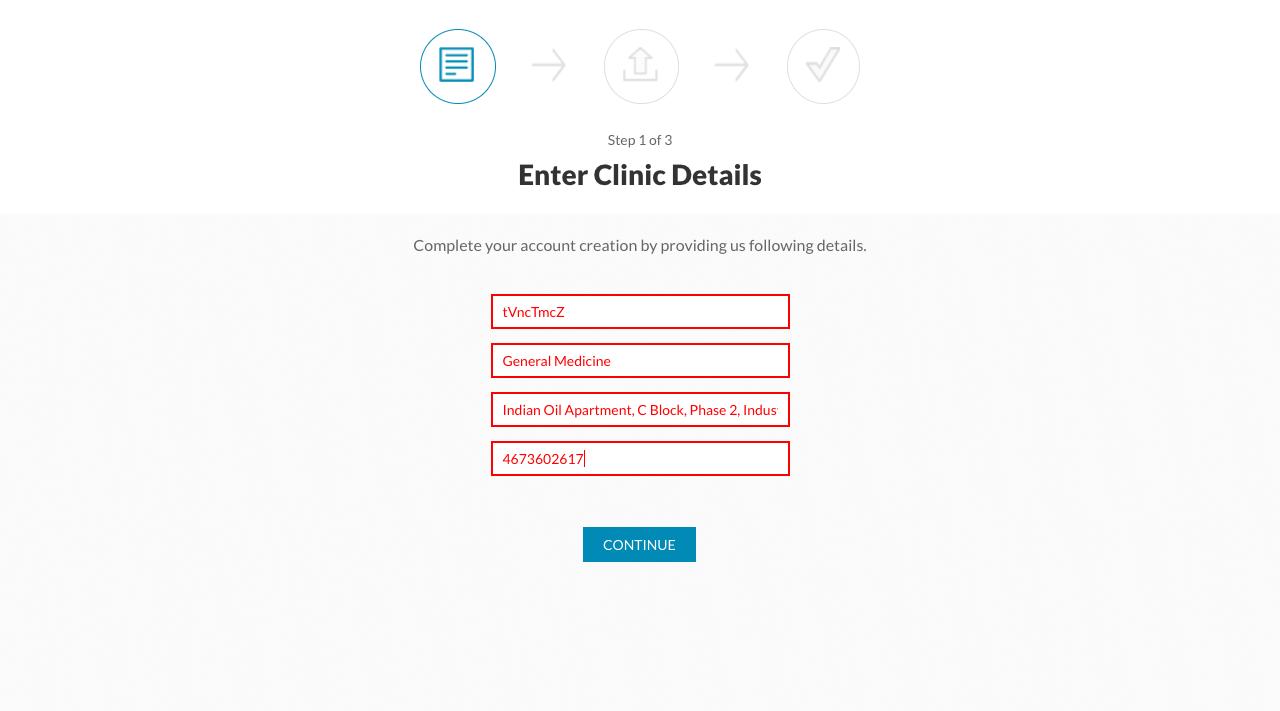 Step 1 of 3
Enter Clinic Details
Complete your account creation by providing us following details.
tVncTmcZ
General Medicine
Indian Oil Apartment, C Block, Phase 2, Indus
4673602617
CONTINUE